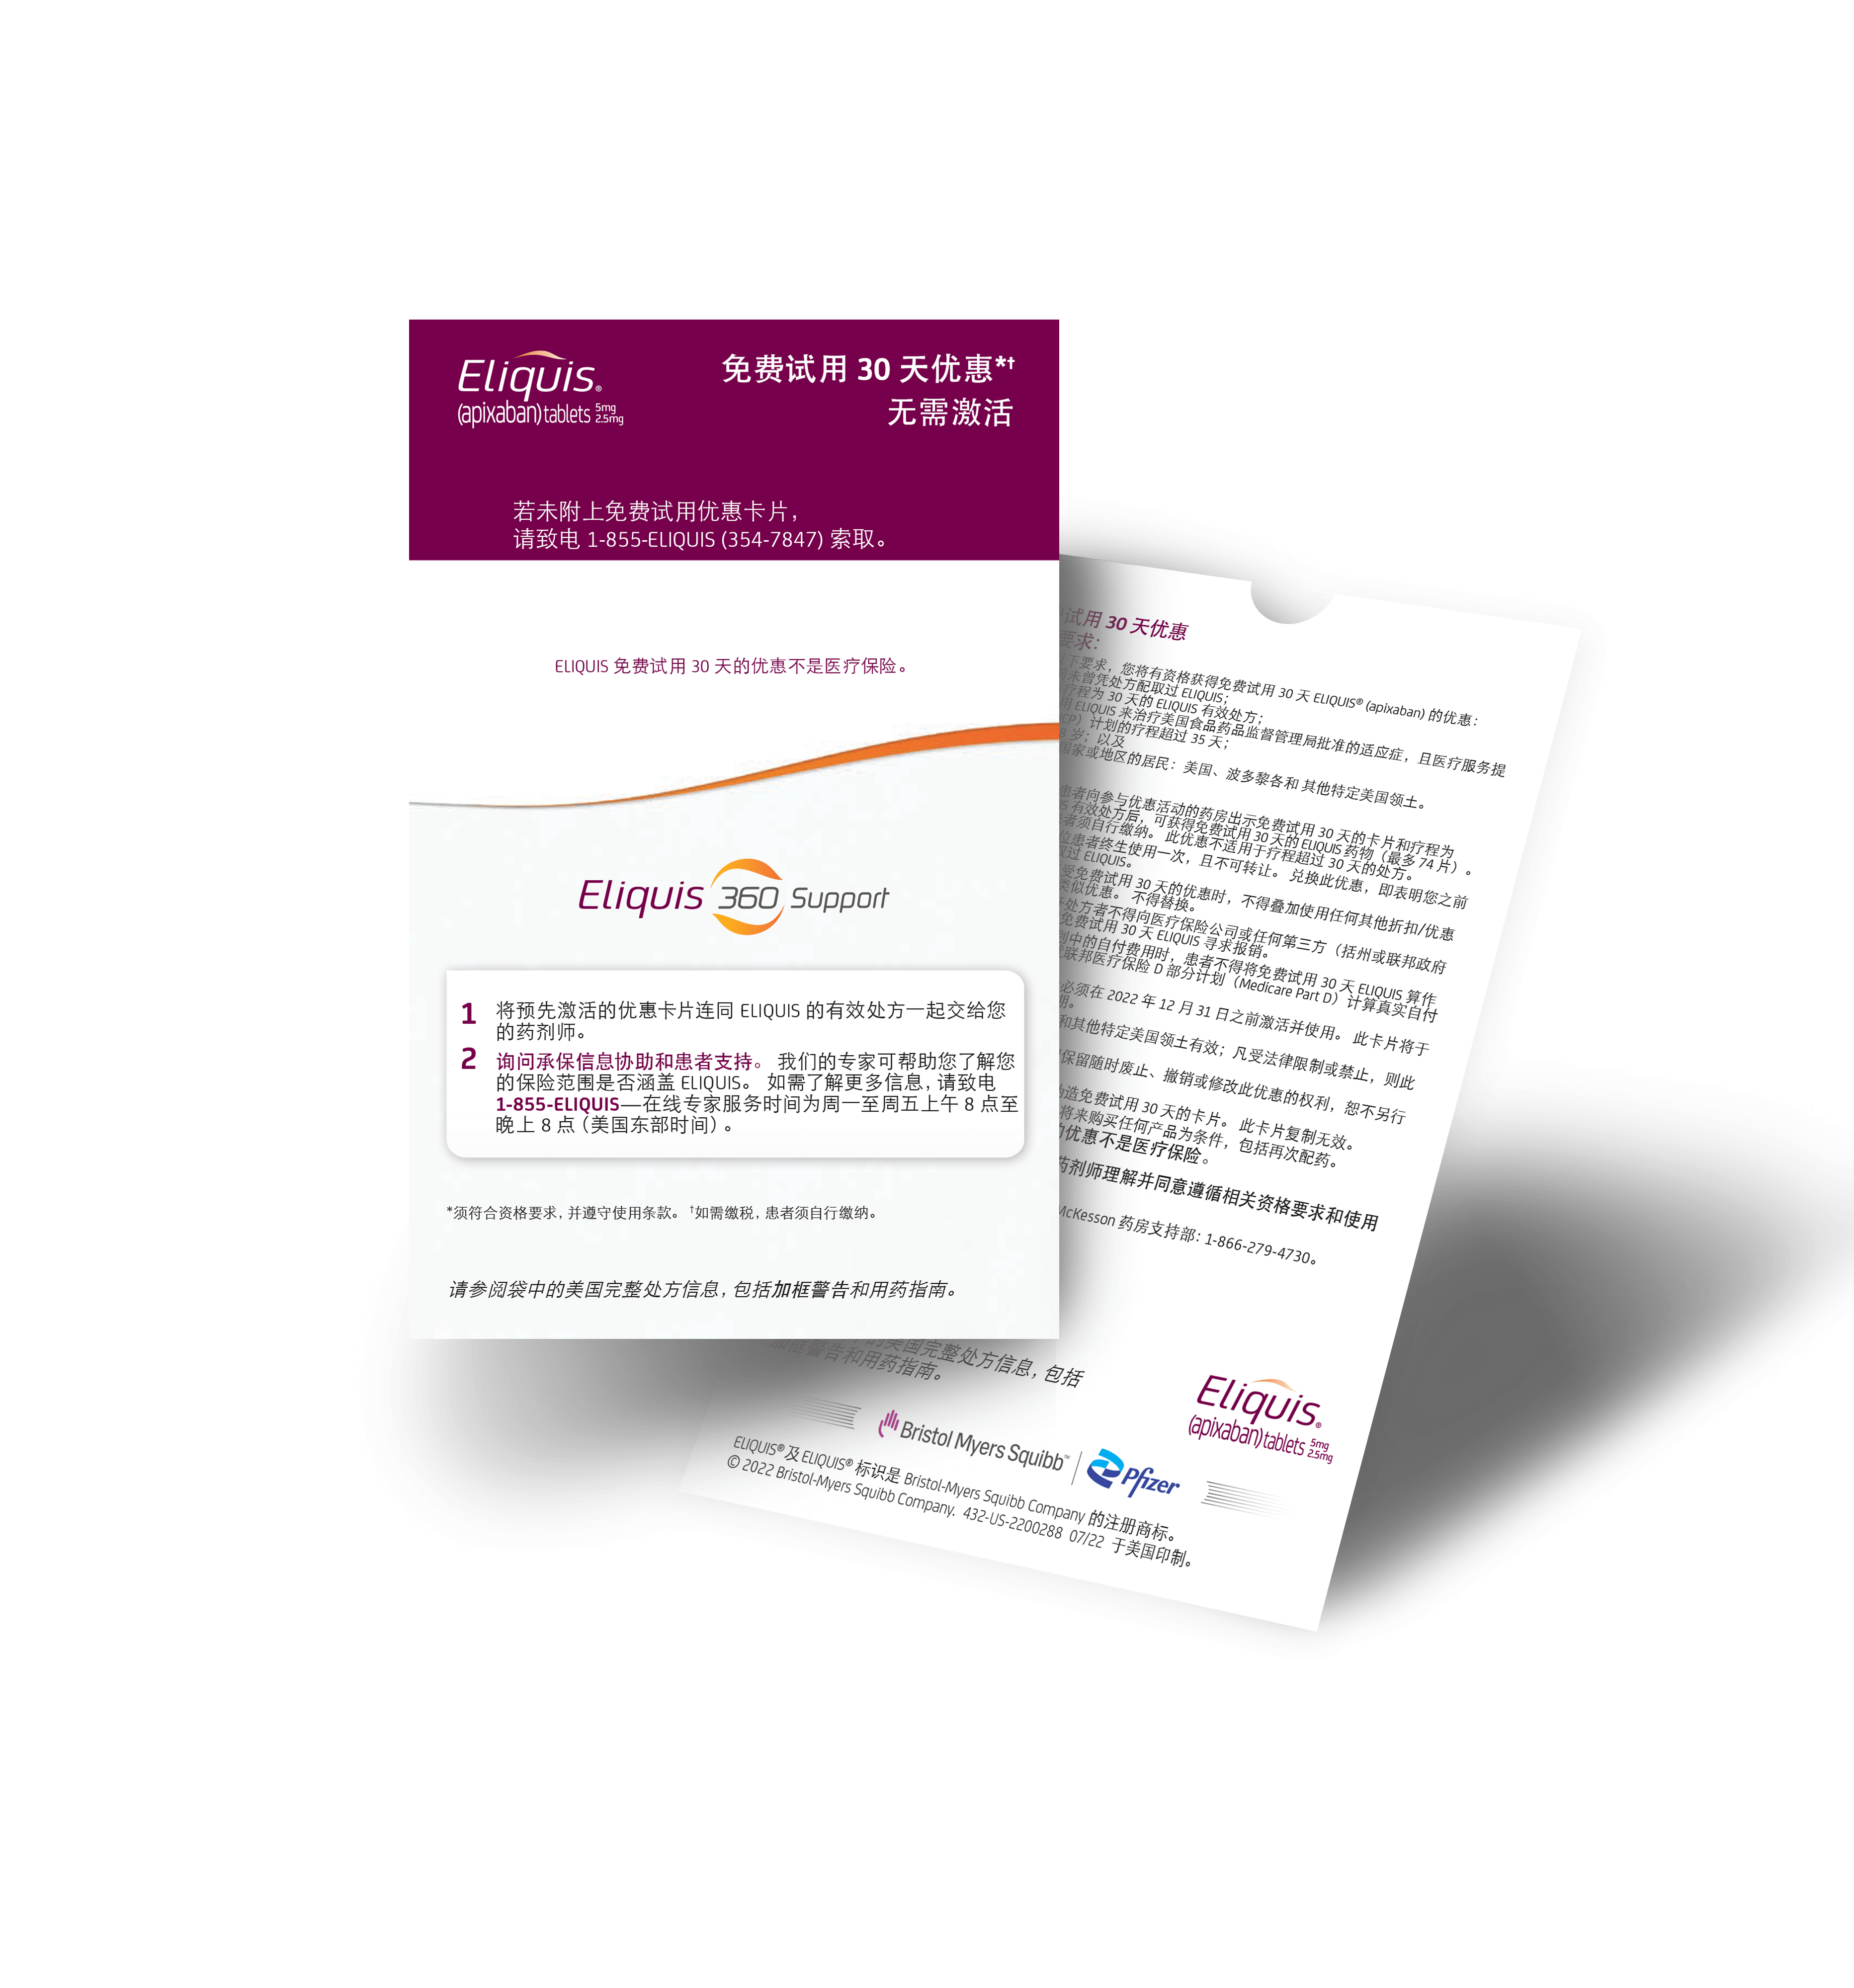 Eliquis®
(apixaban) tablets 5mg 2.5mg
免费试用 30 天优惠*†
无需激活
若未附上免费试用优惠卡片，
请致电 1-855-ELIQUIS (354-7847) 索取。
ELIQUIS 免费试用 30 天的优惠不是医疗保险。
Eliquis 360 Support
1 将预先激活的优惠卡片连同 ELIQUIS 的有效处方一起交给您
的药剂师。
2 询问承保信息协助和患者支持。 我们的专家可帮助您了解您
的保险范围是否涵盖 ELIQUIS。 如需了解更多信息，请致电
1-855-ELIQUIS—在线专家服务时间为周一至周五上午 8 点至
晚上 8 点（美国东部时间）。
*须符合资格要求，并遵守使用条款。 †如需缴税，患者须自行缴纳。
请参阅袋中的美国完整处方信息，包括加框警告和用药指南。
试用 30 天优惠
要求：
下要求，您将有资格获得免费试用 30 天 ELIQUIS® (apixaban) 的优惠：
未曾凭处方配取过 ELIQUIS；
疗程为 30 天的 ELIQUIS 有效处方；
用 ELIQUIS 来治疗美国食品药品监督管理局批准的适应症，且医疗服务提
CP）计划的疗程超过 35 天；
岁；以及
国家或地区的居民：美国、波多黎各和 其他特定美国领土。
患者向参与优惠活动的药房出示免费试用 30 天的卡片和疗程为
有效处方后，可获得免费试用 30 天的 ELIQUIS 药物（最多 74 片）。
者须自行缴纳。 此优惠不适用于疗程超过 30 天的处方。
位患者终生使用一次，且不可转让。 兑换此优惠，即表明您之前
过 ELIQUIS。
受免费试用 30 天的优惠时，不得叠加使用任何其他折扣/优惠
类似优惠。 不得替换。
处方者不得向医疗保险公司或任何第三方（括州或联邦政府
免费试用 30 天 ELIQUIS 寻求报销。
划中的自付费用时，患者不得将免费试用 30 天 ELIQUIS 算作
联邦医疗保险 D 部分计划（Medicare Part D）计算真实自付
必须在 2022 年 12 月 31 日之前激活并使用。 此卡片将于
期。
和其他特定美国领土有效；凡受法律限制或禁止，则此
保留随时废止、撤销或修改此优惠的权利，恕不另行
造免费试用 30 天的卡片。 此卡片复制无效。
将来购买任何产品为条件，包括再次配药。
优惠不是医疗保险。
药剂师理解并同意遵循相关资格要求和使用
McKesson 药房支持部：1-866-279-4730。
的美国完整处方信息，包括
加框警告和用药指南。
Eliquis®
(apixaban) tablets 5mg 2.5mg
Bristol Myers Squibb™ | Pfizer
ELIQUIS® 及 ELIQUIS® 标识是 Bristol-Myers Squibb Company 的注册商标。
© 2022 Bristol-Myers Squibb Company. 432-US-2200288 07/22 于美国印制。